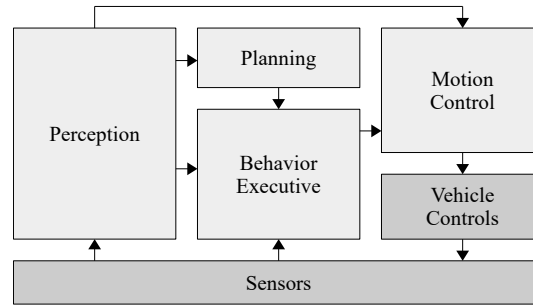 Planning
Motion
Control
Perception
Behavior
Executive
Vehicle
Controls
Sensors